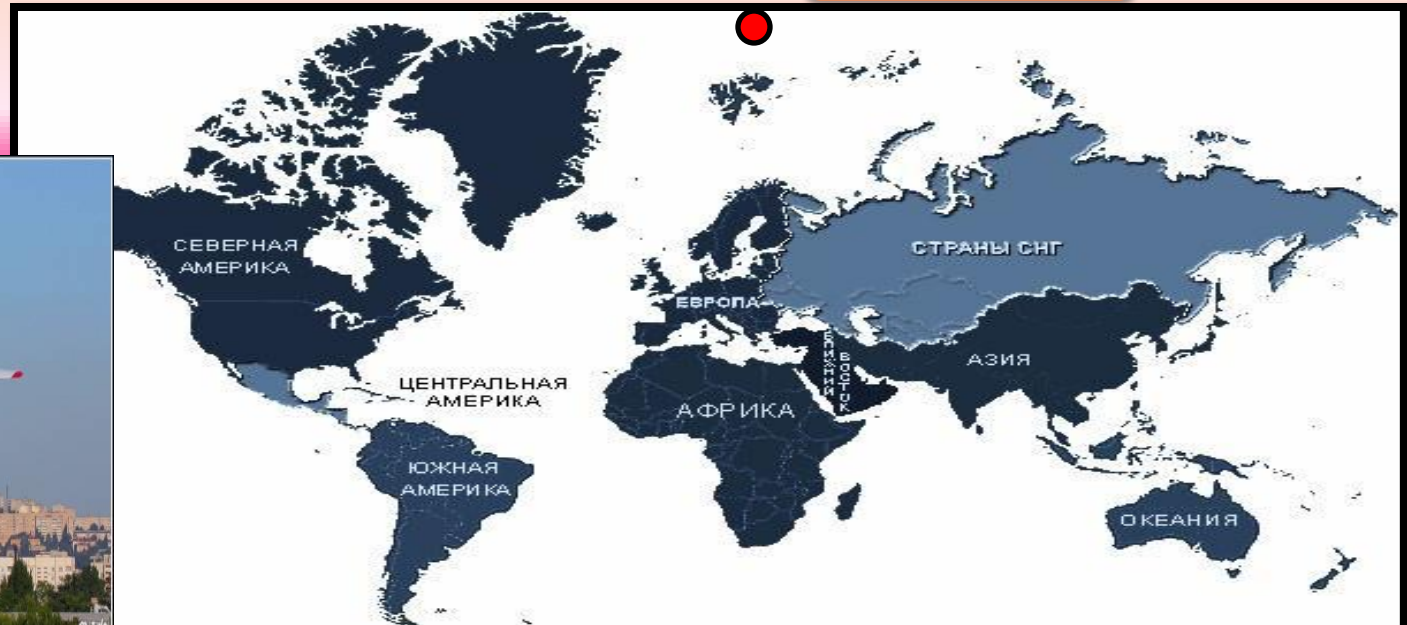 СЕВЕРНАЯ
АМЕРИКА
СТРАНЫ СНГ
ЕВРОПА
БЛИЖНИЙ
ВОСТОК
АЗИЯ
ЦЕНТРАЛЬНАЯ
АМЕРИКА
АФРИКА
ЮЖНАЯ
АМЕРИКА
ОКЕАНИЯ